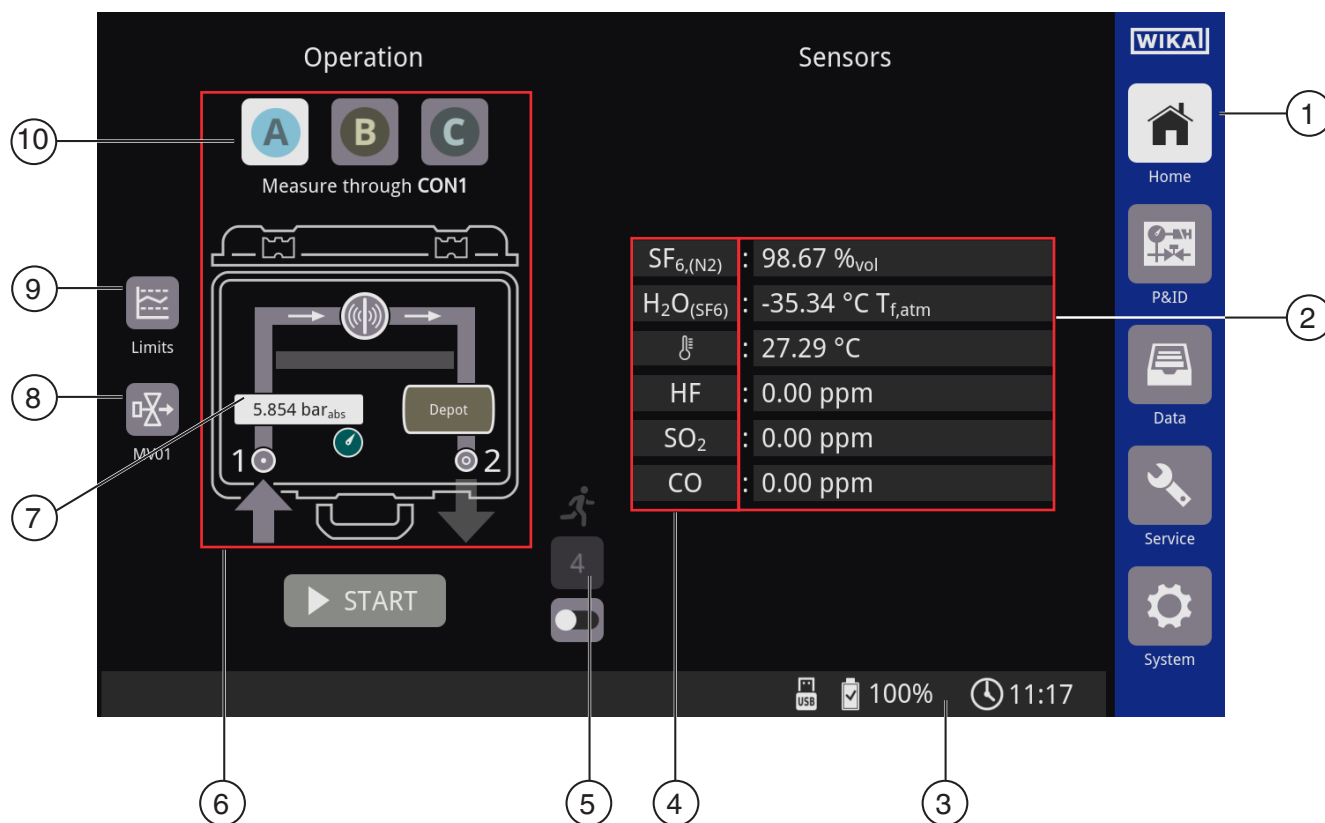 Operation
Sensors
WIKA
A B C
Measure through CON1
Home
P&ID
Data
Service
System
Limits
MV01
5.854 bar abs
Depot
1
2
START
4
SF6,(N2) : 98.67 %vol
H2O(SF6) : -35.34 °C Tf,atm
: 27.29 °C
HF : 0.00 ppm
SO2 : 0.00 ppm
CO : 0.00 ppm
USB 100% 11:17
1
2
3
4
5
6
7
8
9
10